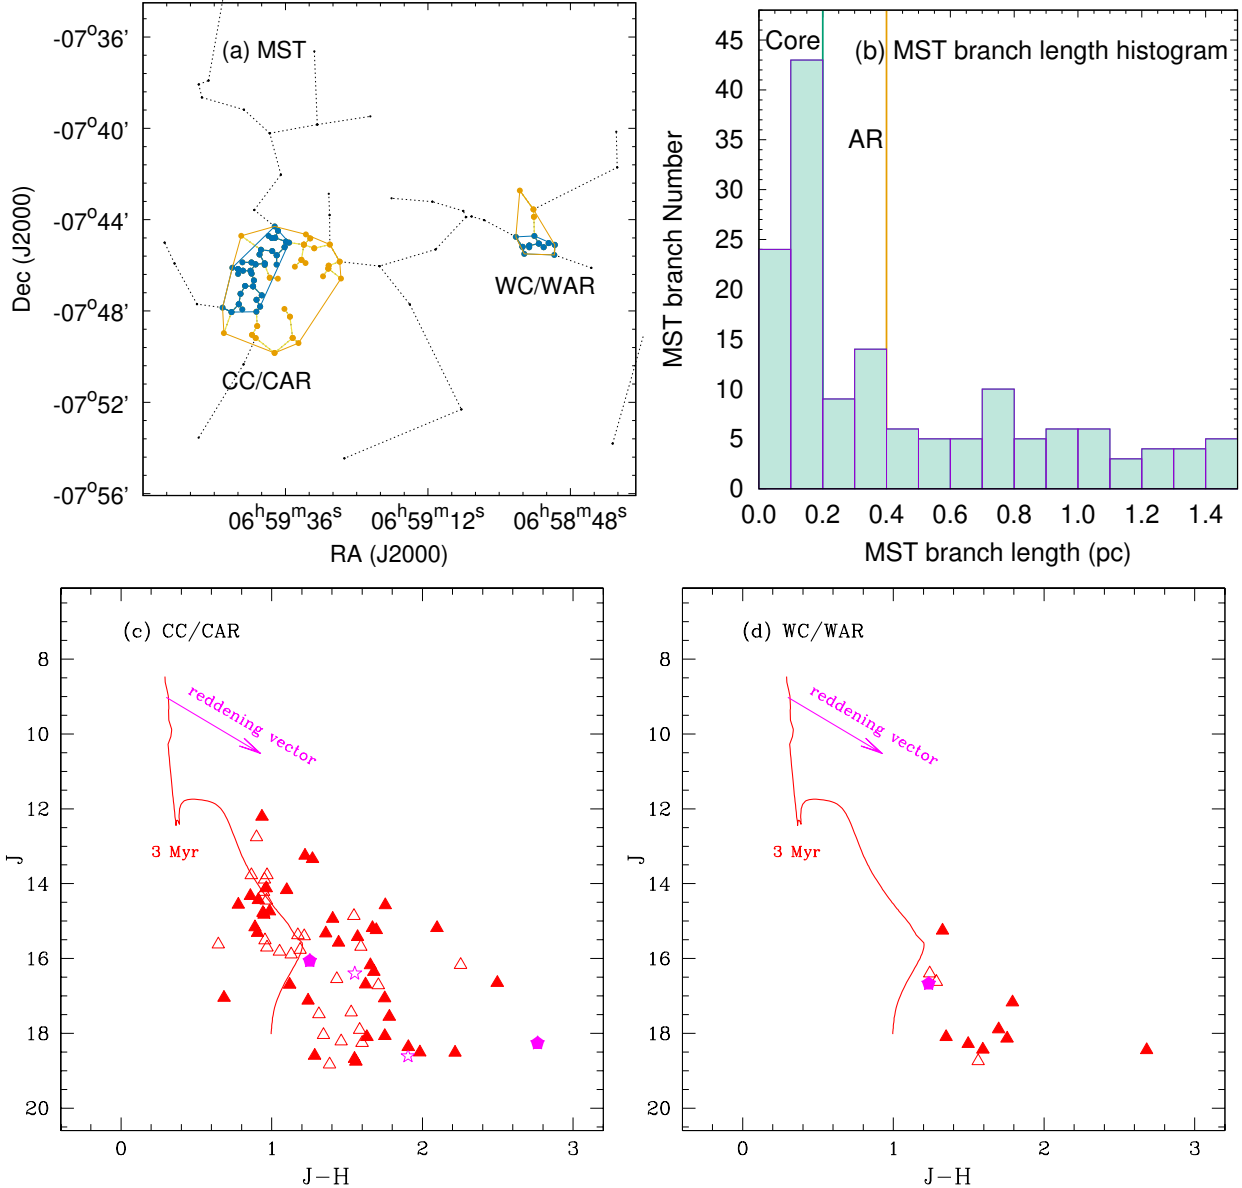 (a) MST
-07°36'
-07°40'
-07°44'
-07°48'
-07°52'
-07°56'
Dec (J2000)
WC/WAR
CC/CAR
06ʰ59ᵐ36ˢ 06ʰ59ᵐ12ˢ 06ʰ58ᵐ48ˢ
RA (J2000)
Core
(b) MST branch length histogram
AR
45
40
35
30
25
20
15
10
5
0
MST branch Number
0.0 0.2 0.4 0.6 0.8 1.0 1.2 1.4
MST branch length (pc)
(c) CC/CAR
reddening vector
3 Myr
8
10
12
14
16
18
20
J
0 1 2 3
J-H
(d) WC/WAR
reddening vector
3 Myr
8
10
12
14
16
18
20
J
0 1 2 3
J-H